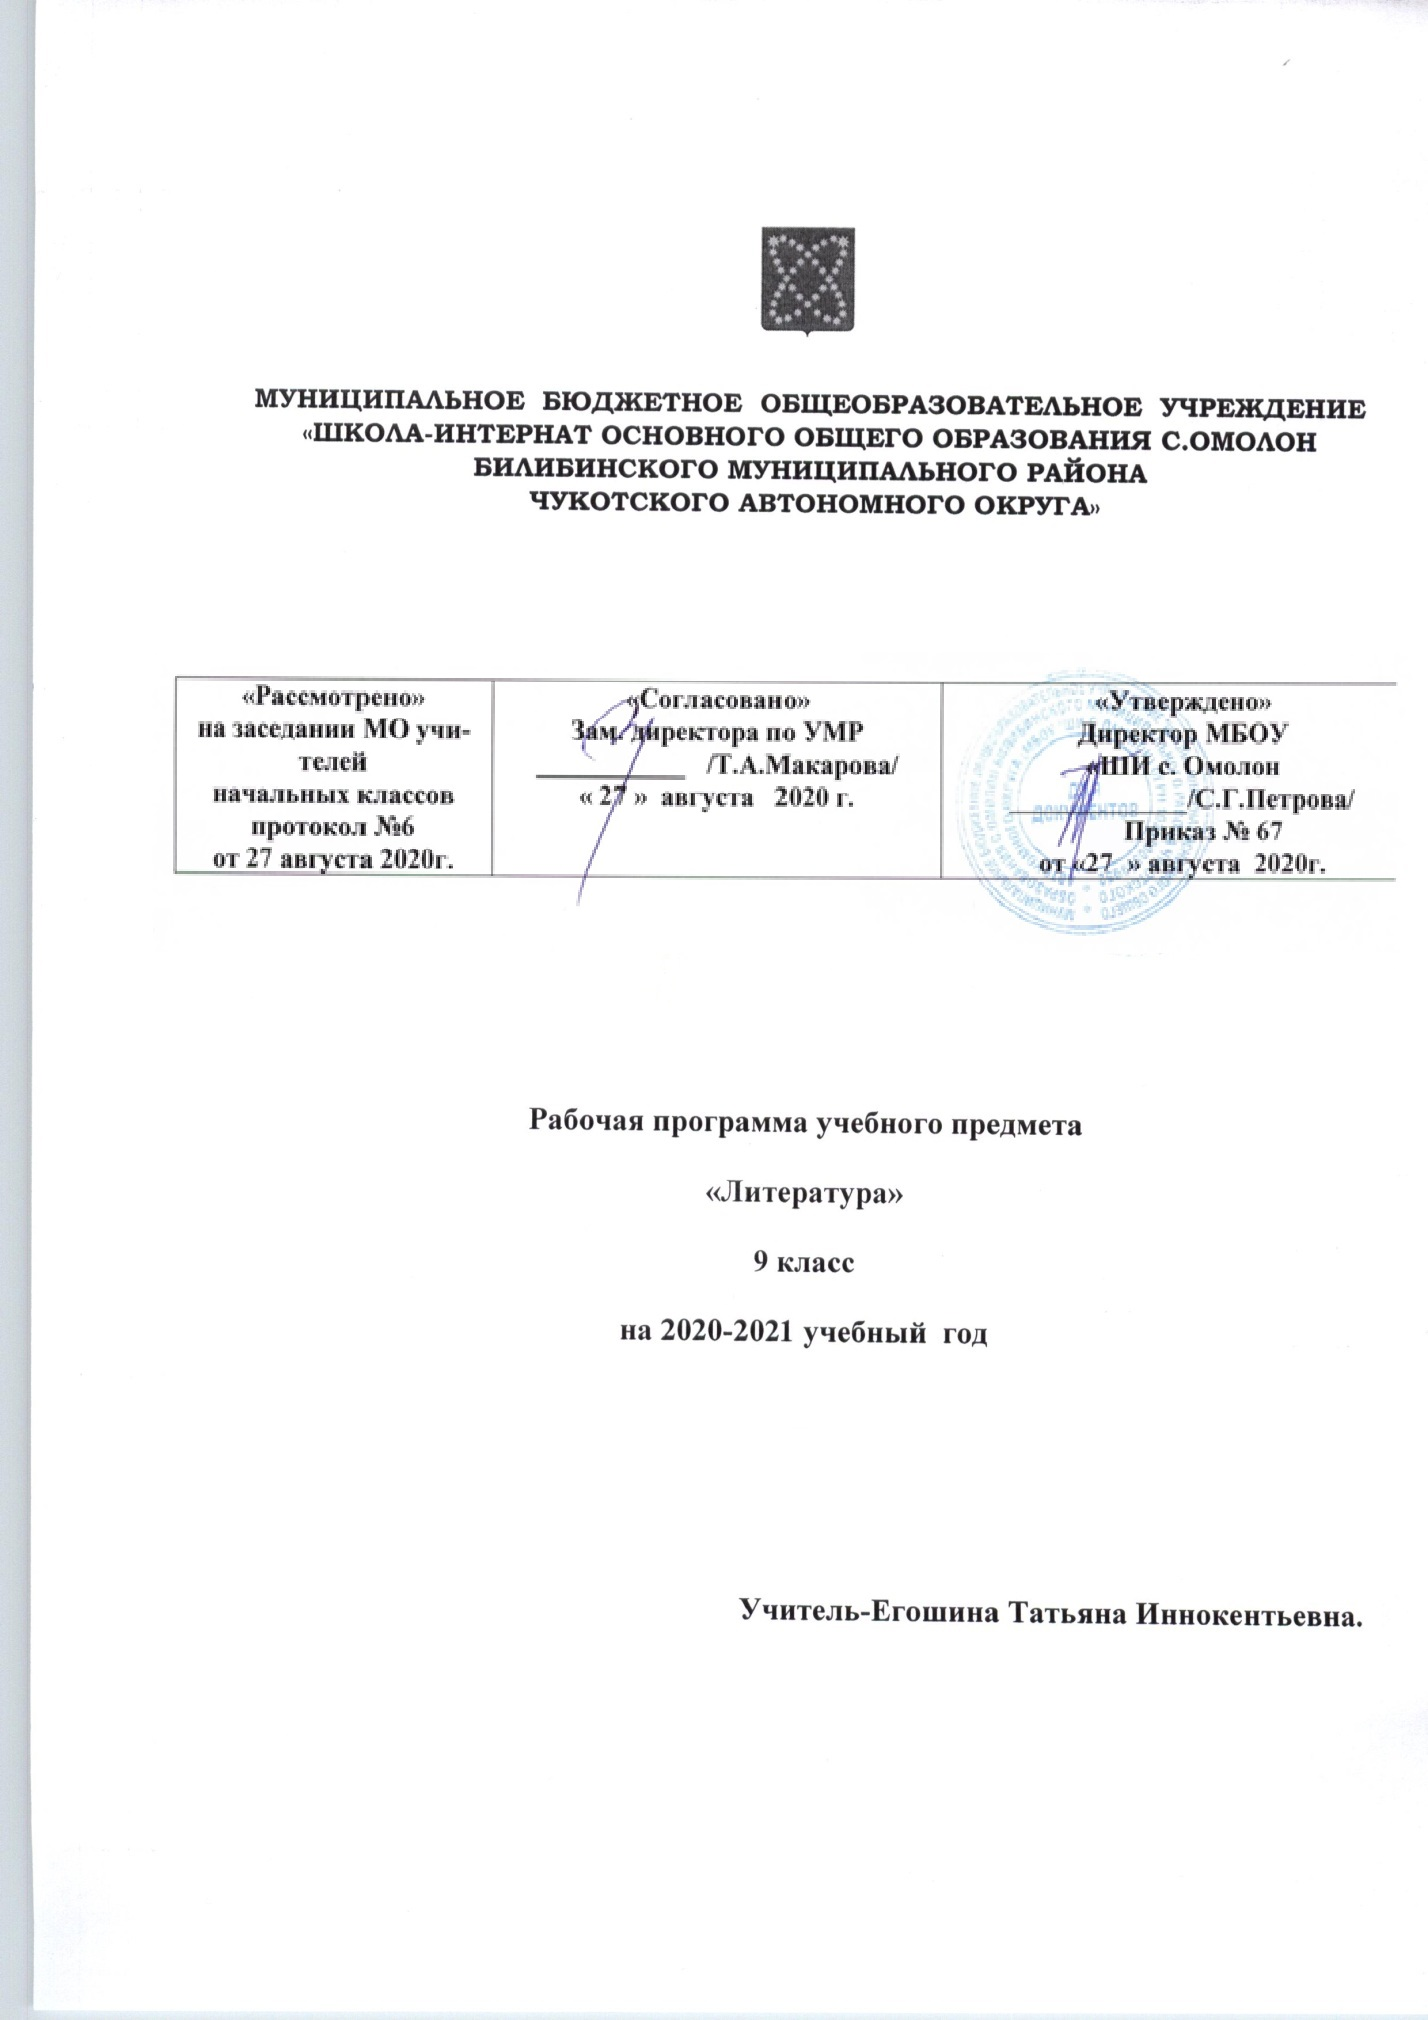 МУНИЦИПАЛЬНОЕ БЮДЖЕТНОЕ ОБЩЕОБРАЗОВАТЕЛЬНОЕ УЧРЕЖДЕНИЕ
«ШКОЛА-ИНТЕРНАТ ОСНОВНОГО ОБЩЕГО ОБРАЗОВАНИЯ С.ОМОЛОН
БИЛИБИНСКОГО МУНИЦИПАЛЬНОГО РАЙОНА
ЧУКОТСКОГО АВТОНОМНОГО ОКРУГА»
«Рассмотрено»
на заседании МО учи-
телей
начальных классов
протокол №6
от 27 августа 2020г.
«Согласовано»
Зам. директора по УМР
___________ /Т.А.Макарова/
« 27 » августа 2020 г.
«Утверждено»
Директор МБОУ
«ШИ с. Омолон
____________/С.Г.Петрова/
Приказ № 67
от «27 » августа 2020г.
ДОКУМЕНТОВ
Рабочая программа учебного предмета
«Литература»
9 класс
на 2020-2021 учебный год
Учитель-Егошина Татьяна Иннокентьевна.